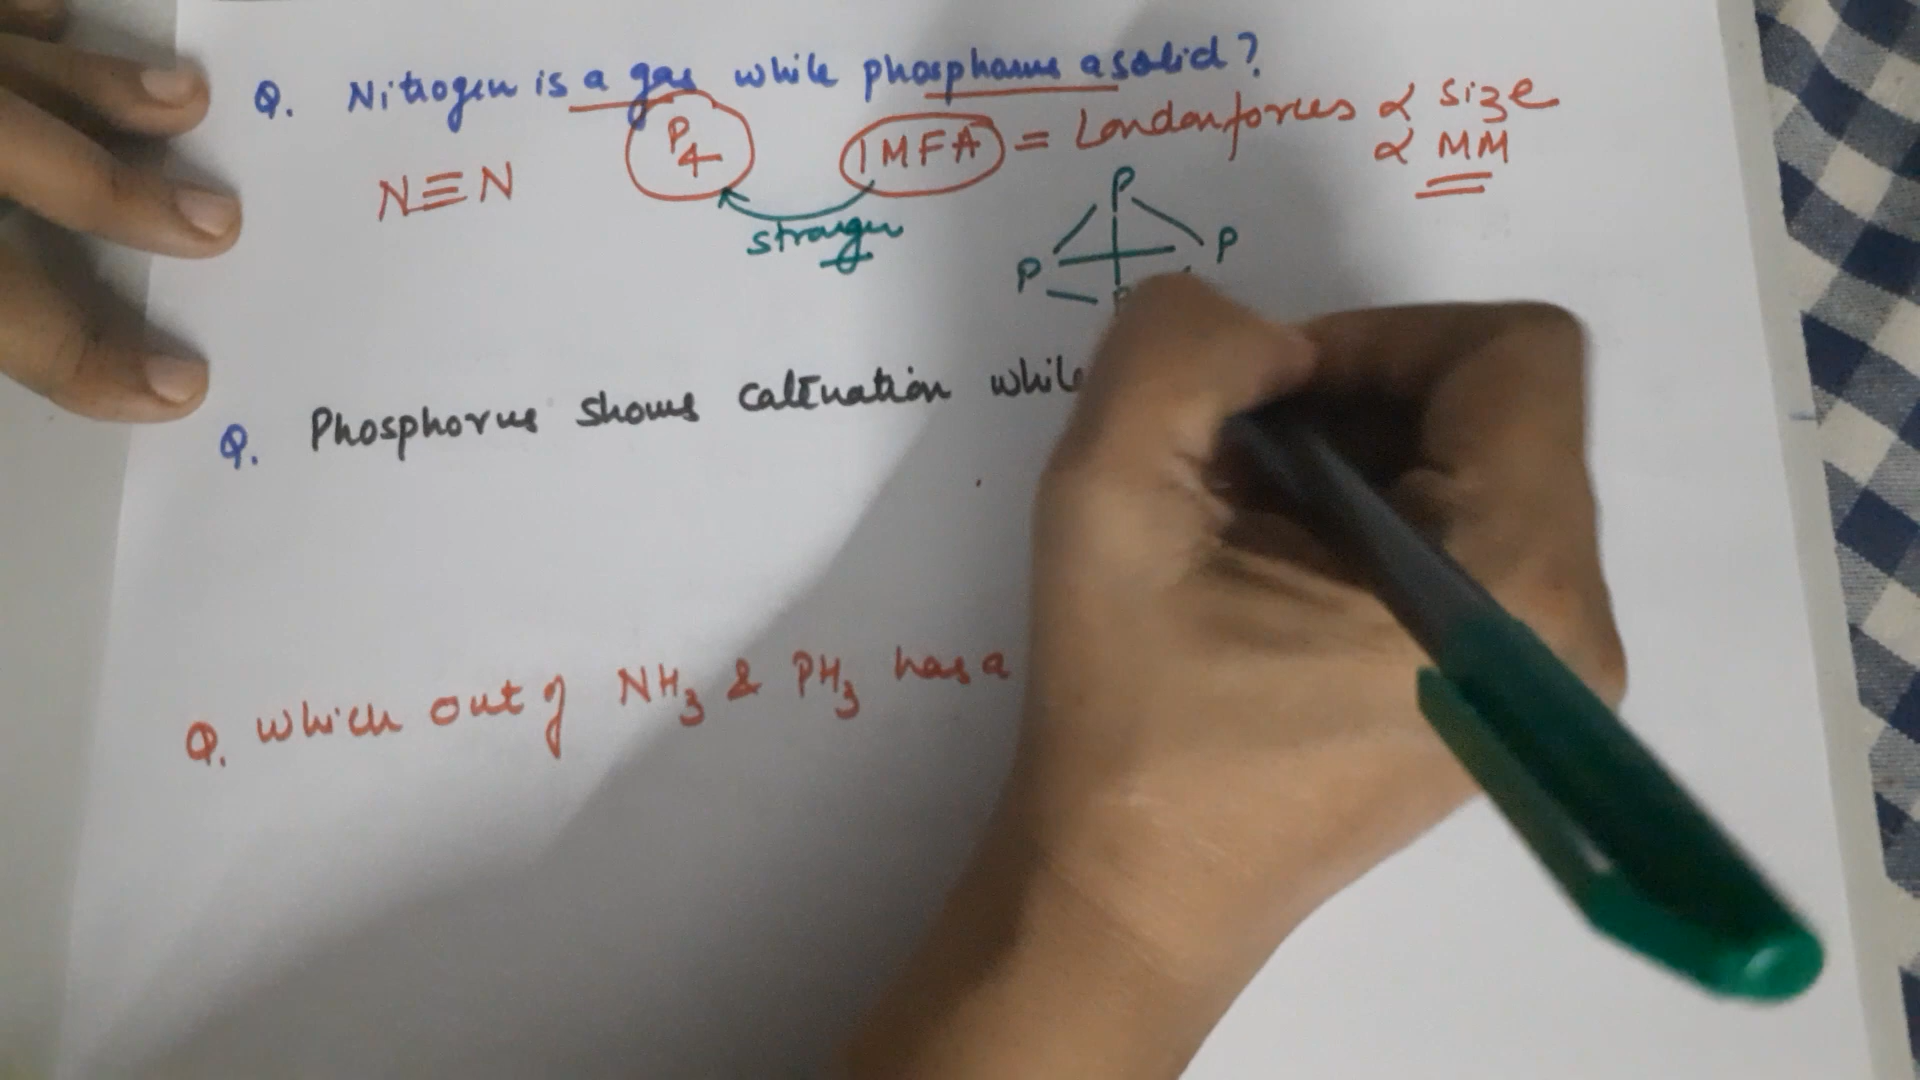 Q. Nitrogen is a gas while phosphorus a solid?
N≡N P4 IMFA = London forces α size
α MM
stronger
P
P P
P
Q. Phosphorus shows catenation while
Q. which out of NH3 & PH3 has a